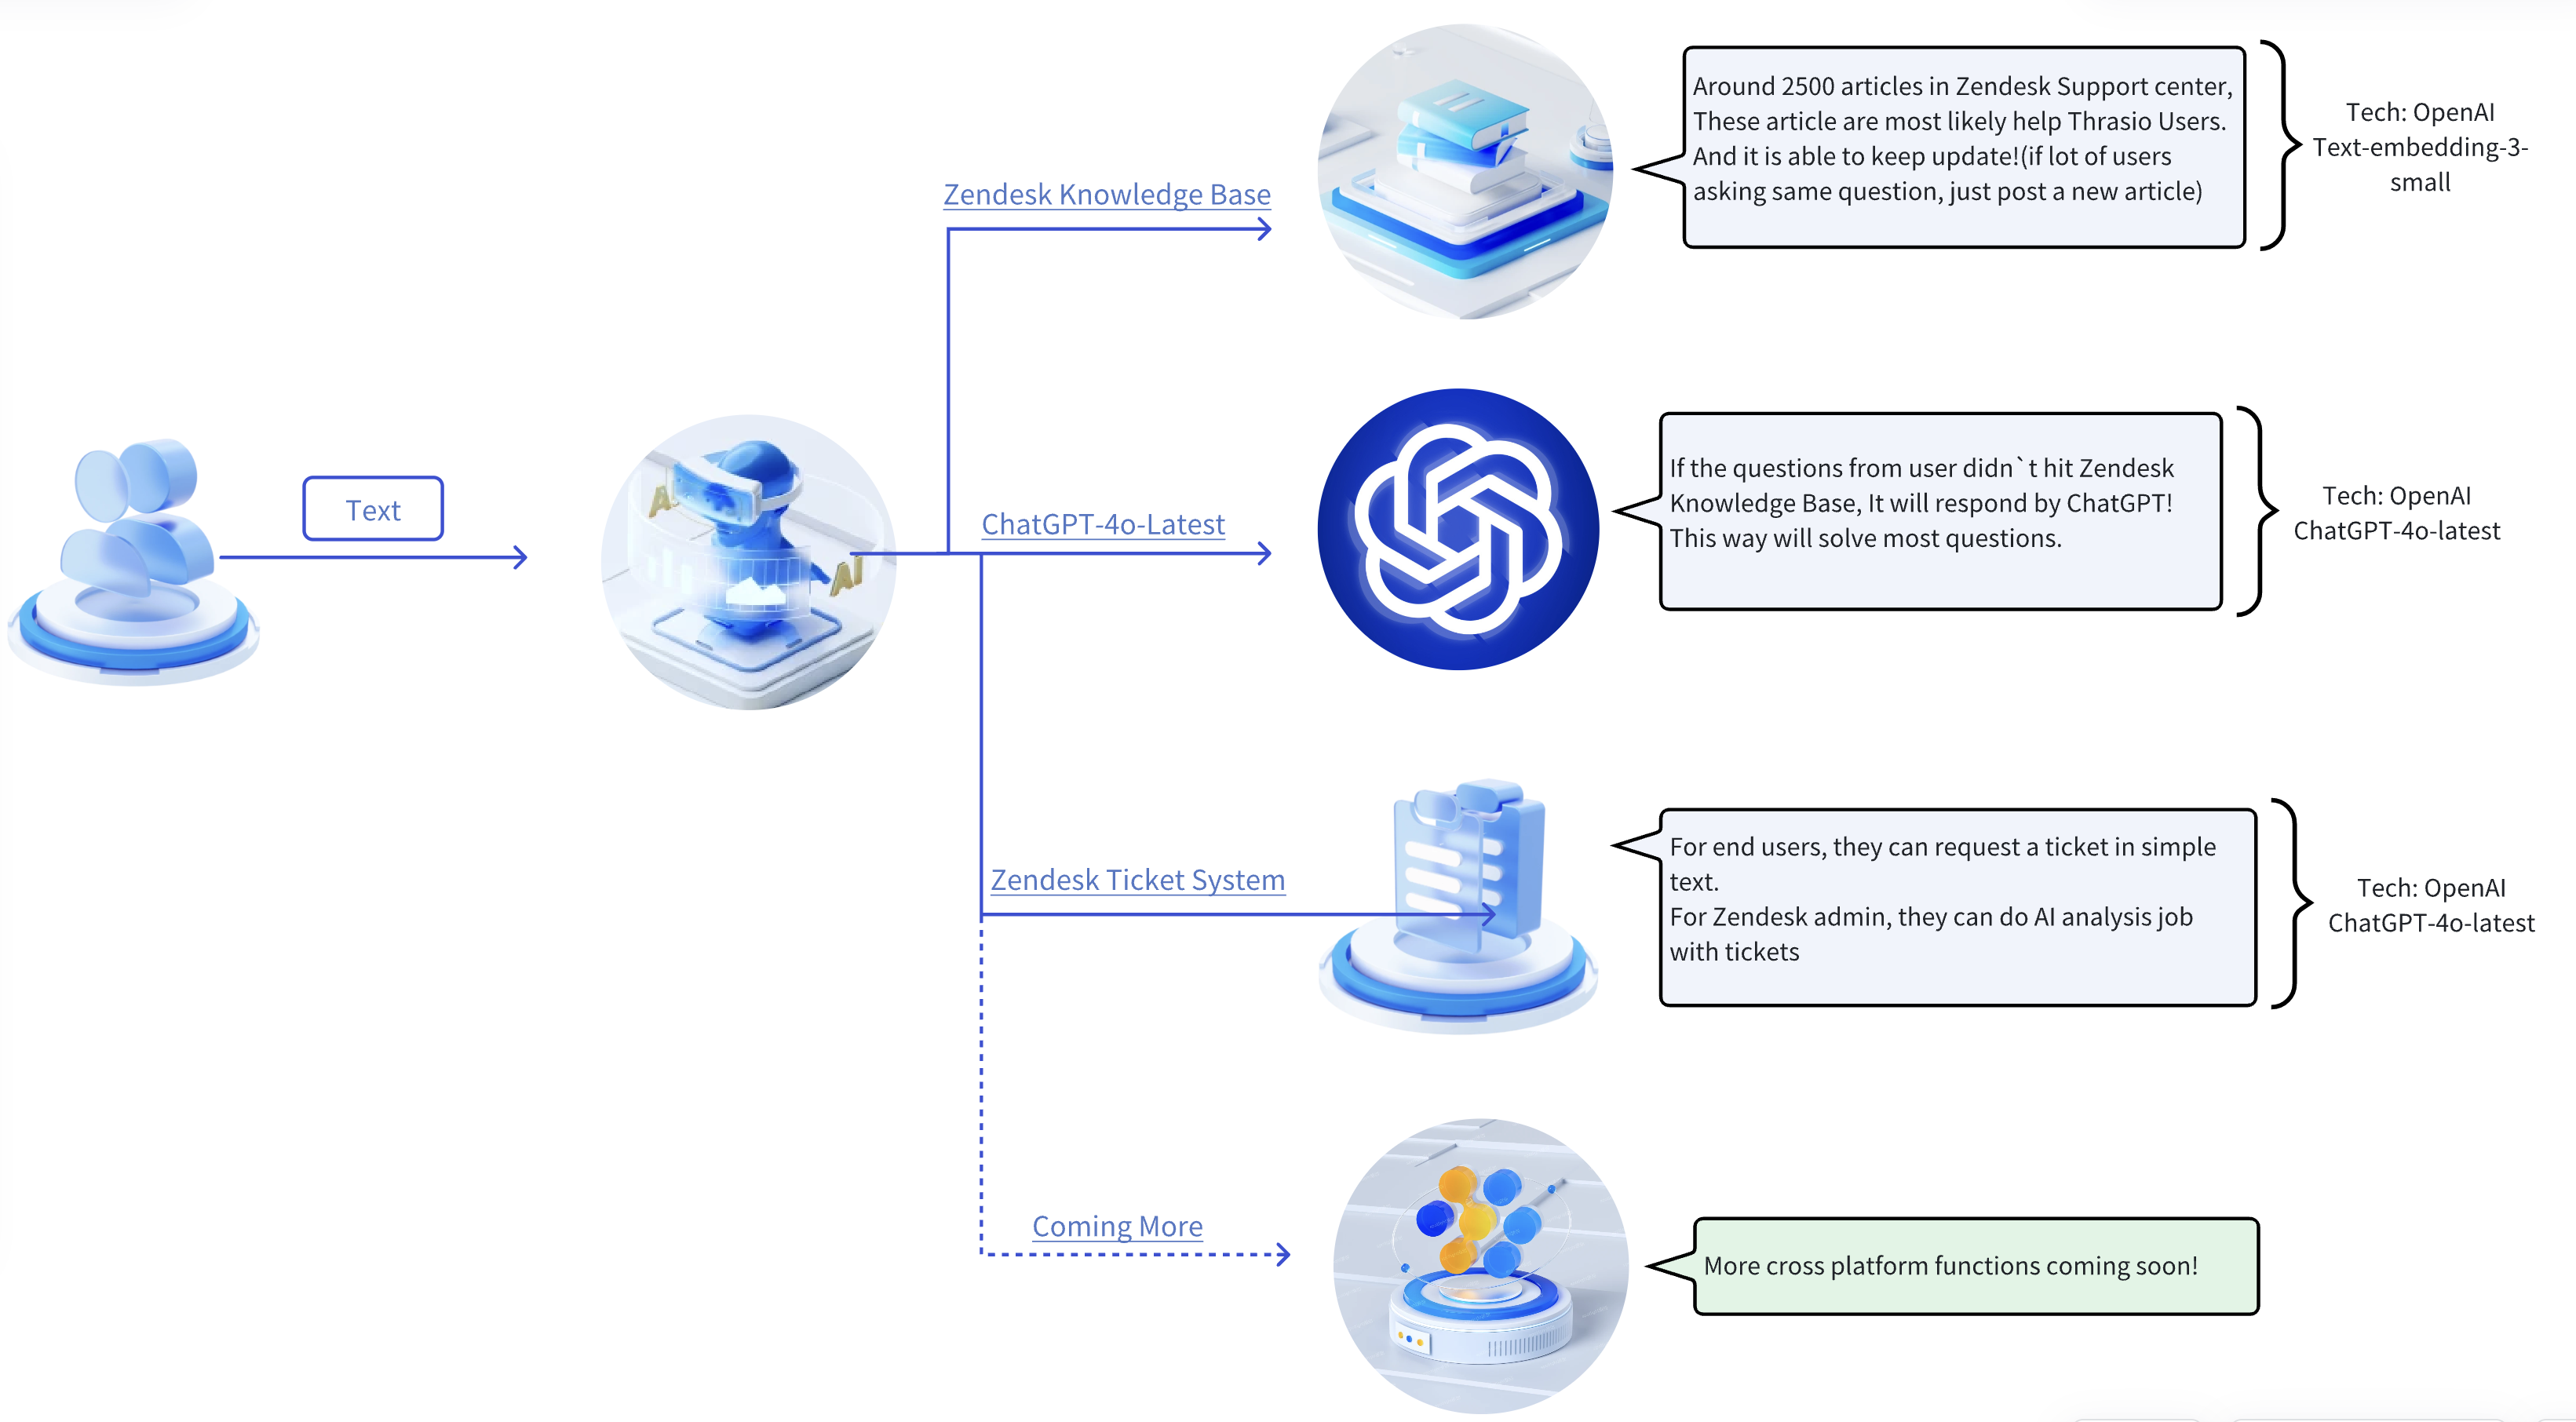 Around 2500 articles in Zendesk Support center,
These article are most likely help Thrasio Users.
And it is able to keep update!(if lot of users
asking same question, just post a new article)
Tech: OpenAI
Text-embedding-3-
small
Zendesk Knowledge Base
Text
AI
ChatGPT-4o-Latest
If the questions from user didn`t hit Zendesk
Knowledge Base, It will respond by ChatGPT!
This way will solve most questions.
Tech: OpenAI
ChatGPT-4o-latest
Zendesk Ticket System
For end users, they can request a ticket in simple
text.
For Zendesk admin, they can do AI analysis job
with tickets
Tech: OpenAI
ChatGPT-4o-latest
Coming More
More cross platform functions coming soon!